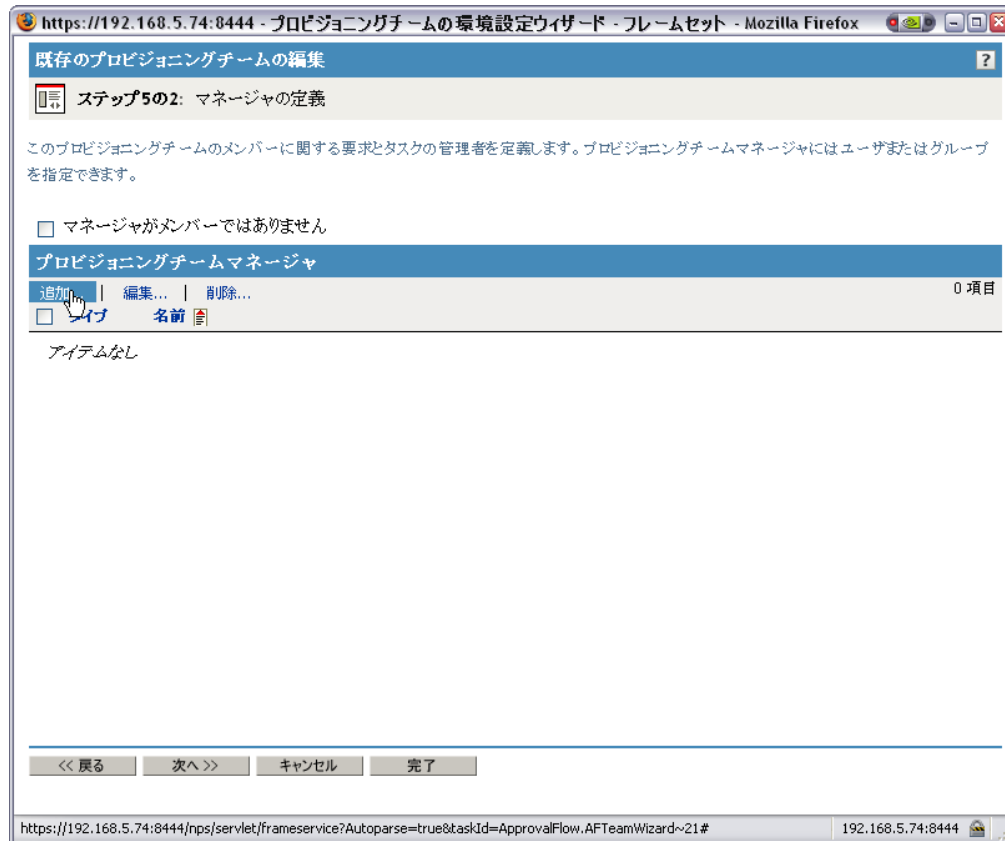 https://192.168.5.74:8444 - プロビジョニングチームの環境設定ウィザード - フレームセット - Mozilla Firefox
既存のプロビジョニングチームの編集 ?
ステップ5の2: マネージャの定義
このプロビジョニングチームのメンバーに関する要求とタスクの管理者を定義します。プロビジョニングチームマネージャにはユーザまたはグループ
を指定できます。
マネージャがメンバーではありません
プロビジョニングチームマネージャ
追加... | 編集... | 削除... 0 項目
タイプ 名前
アイテムなし
<< 戻る 次へ >> キャンセル 完了
https://192.168.5.74:8444/nps/servlet/frameservice?Autoparse=true&taskId=ApprovalFlow.AFTeamWizard~21# 192.168.5.74:8444